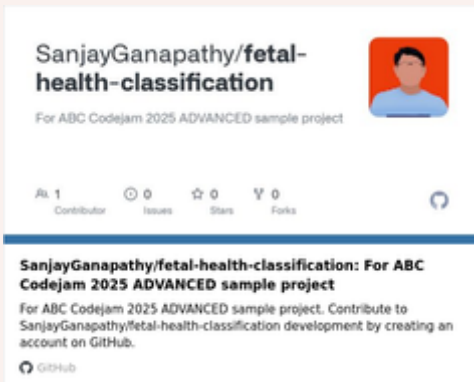 SanjayGanapathy/fetal-
health-classification
For ABC Codejam 2025 ADVANCED sample project
1
Contributor
0
Issues
0
Stars
0
Forks
SanjayGanapathy/fetal-health-classification: For ABC
Codejam 2025 ADVANCED sample project
For ABC Codejam 2025 ADVANCED sample project. Contribute to
SanjayGanapathy/fetal-health-classification development by creating an
account on GitHub.
GitHub